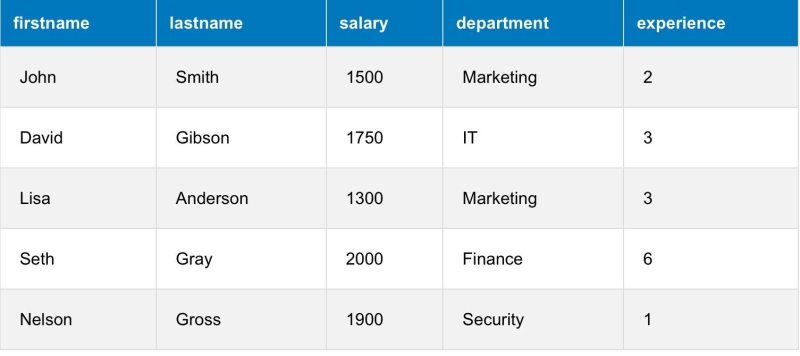 firstname lastname salary department experience
John Smith 1500 Marketing 2
David Gibson 1750 IT 3
Lisa Anderson 1300 Marketing 3
Seth Gray 2000 Finance 6
Nelson Gross 1900 Security 1